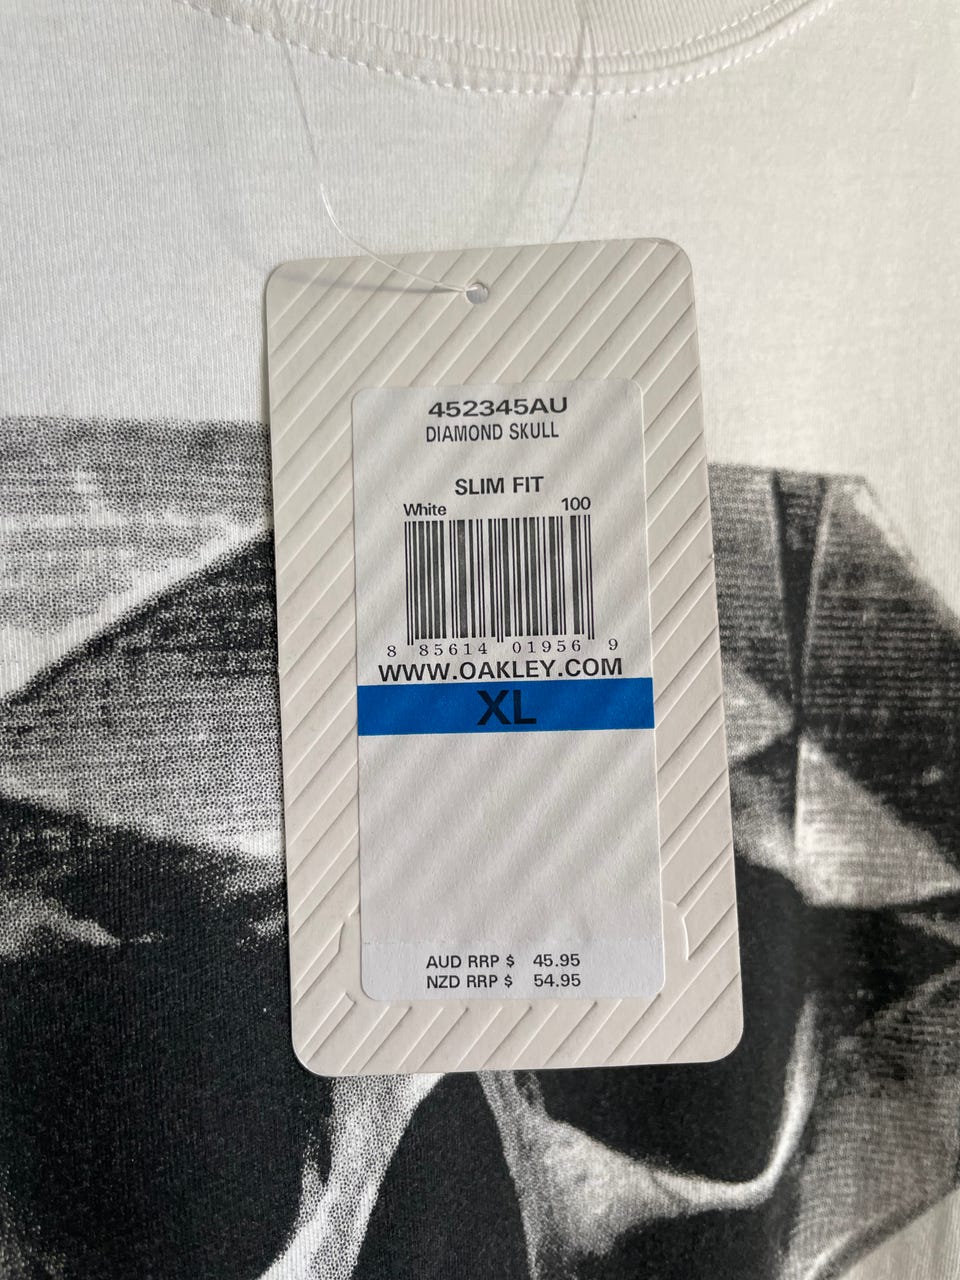 452345AU
DIAMOND SKULL
SLIM FIT
White 100
8 85614 01956 9
WWW.OAKLEY.COM
XL
AUD RRP $ 45.95
NZD RRP $ 54.95